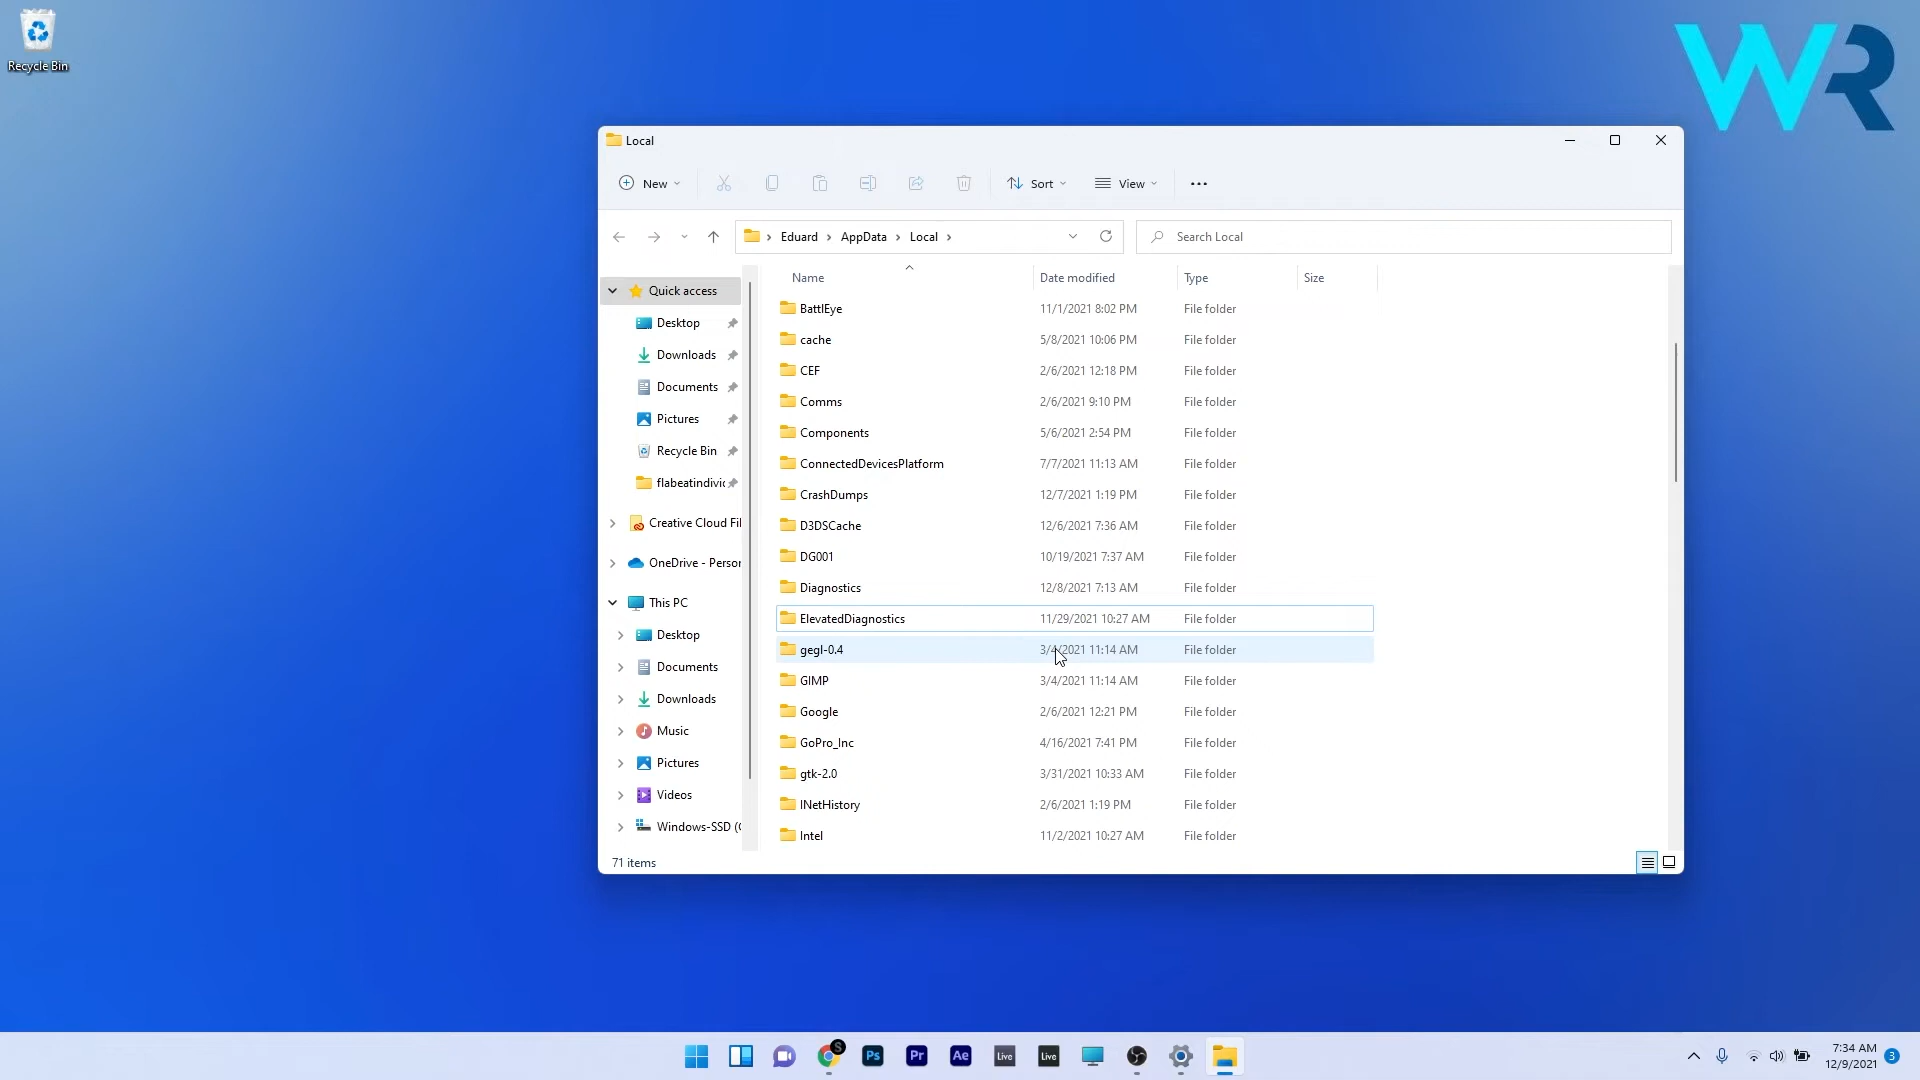 Recycle Bin
WR
Local
New
Sort
View
Eduard
AppData
Local
Search Local
Name
Date modified
Type
Size
Quick access
Desktop
Downloads
Documents
Pictures
Recycle Bin
flabeatindivic
Creative Cloud Fil
OneDrive - Person
This PC
Desktop
Documents
Downloads
Music
Pictures
Videos
Windows-SSD (C
BattlEye 11/1/2021 8:02 PM File folder
cache 5/8/2021 10:06 PM File folder
CEF 2/6/2021 12:18 PM File folder
Comms 2/6/2021 9:10 PM File folder
Components 5/6/2021 2:54 PM File folder
ConnectedDevicesPlatform 7/7/2021 11:13 AM File folder
CrashDumps 12/7/2021 1:19 PM File folder
D3DSCache 12/6/2021 7:36 AM File folder
DG001 10/19/2021 7:37 AM File folder
Diagnostics 12/8/2021 7:13 AM File folder
ElevatedDiagnostics 11/29/2021 10:27 AM File folder
gegl-0.4 3/4/2021 11:14 AM File folder
GIMP 3/4/2021 11:14 AM File folder
Google 2/6/2021 12:21 PM File folder
GoPro_Inc 4/16/2021 7:41 PM File folder
gtk-2.0 3/31/2021 10:33 AM File folder
INetHistory 2/6/2021 1:19 PM File folder
Intel 11/2/2021 10:27 AM File folder
71 items
S
Ps
Pr
Ae
Live
Live
7:34 AM
12/9/2021
3